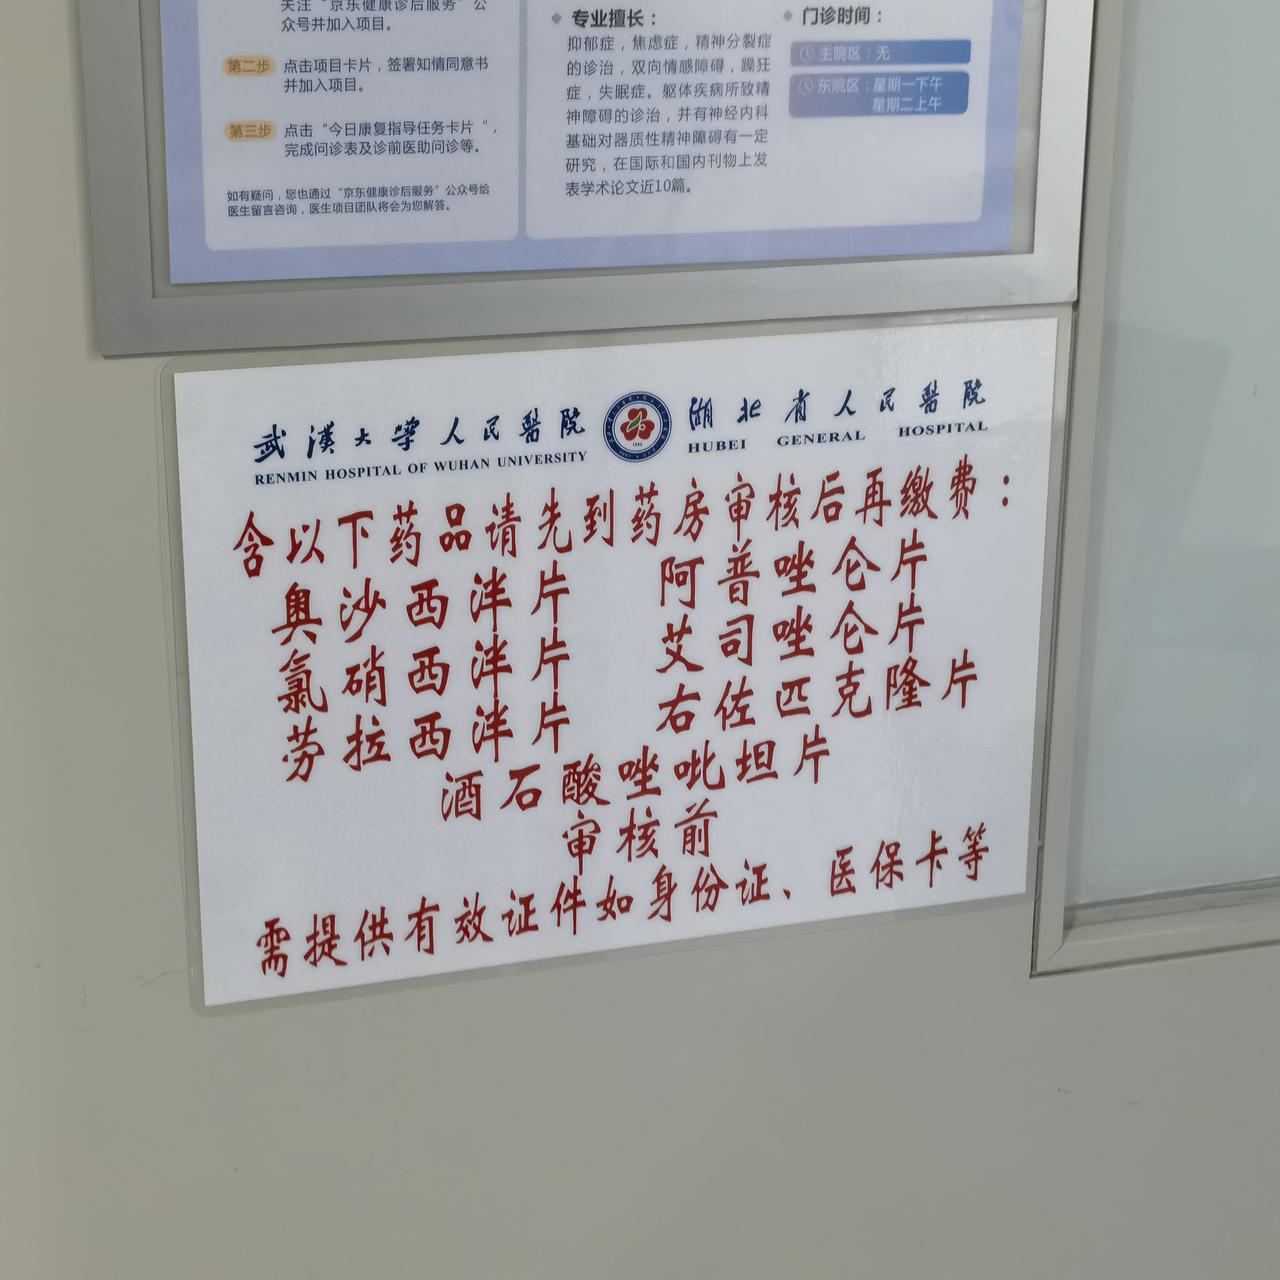 关注“京东健康诊后服务”公
众号并加入项目。
第二步
点击项目卡片，签署知情同意书
并加入项目。
第三步
点击“今日康复指导任务卡片“，
完成问诊表及诊前医助问诊等。
如有疑问，您也通过“京东健康诊后服务”公众号给
医生留言咨询，医生项目团队将会为您解答。
专业擅长：
抑郁症，焦虑症，精神分裂症
的诊治，双向情感障碍，躁狂
症，失眠症。躯体疾病所致精
神障碍的诊治，并有神经内科
基础对器质性精神障碍有一定
研究，在国际和国内刊物上发
表学术论文近10篇。
门诊时间：
主院区：无
东院区：星期一下午
星期二上午
武漢大學人民醫院
RENMIN HOSPITAL OF WUHAN UNIVERSITY
湖北省人民醫院
HUBEI GENERAL HOSPITAL
含以下药品请先到药房审核后再缴费：
奥沙西泮片 阿普唑仑片
氯硝西泮片 艾司唑仑片
劳拉西泮片 右佐匹克隆片
酒石酸唑吡坦片
审核前
需提供有效证件如身份证、医保卡等